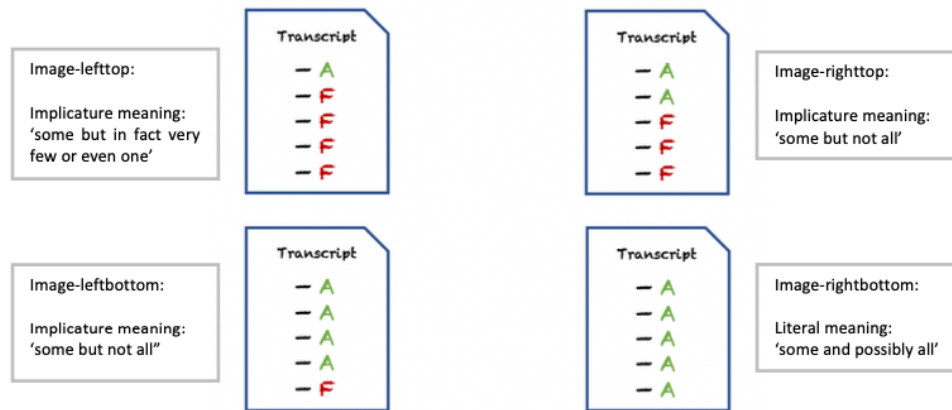 Image-lefttop:
Implicature meaning:
‘some but in fact very
few or even one’
Transcript
– A
– F
– F
– F
– F
Transcript
– A
– A
– F
– F
– F
Image-righttop:
Implicature meaning:
‘some but not all’
Image-leftbottom:
Implicature meaning:
‘some but not all”
Transcript
– A
– A
– A
– A
– F
Transcript
– A
– A
– A
– A
– A
Image-rightbottom:
Literal meaning:
‘some and possibly all’